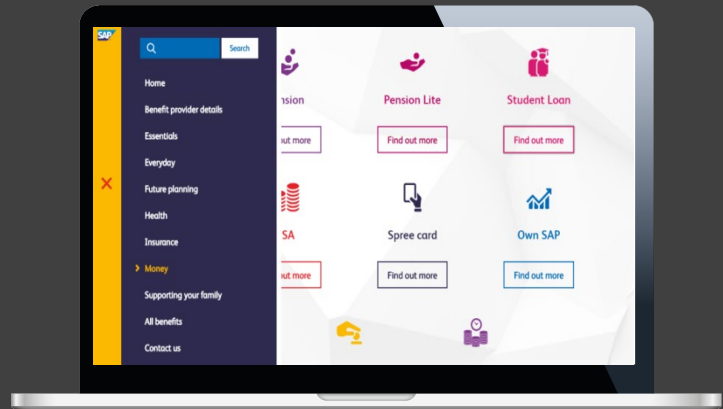 SAP
Search
Home
Benefit provider details
Essentials
Everyday
Future planning
Health
Insurance
Money
Supporting your family
All benefits
Contact us
nsion Pension Lite Student Loan
out more Find out more Find out more
SA Spree card Own SAP
out more Find out more Find out more